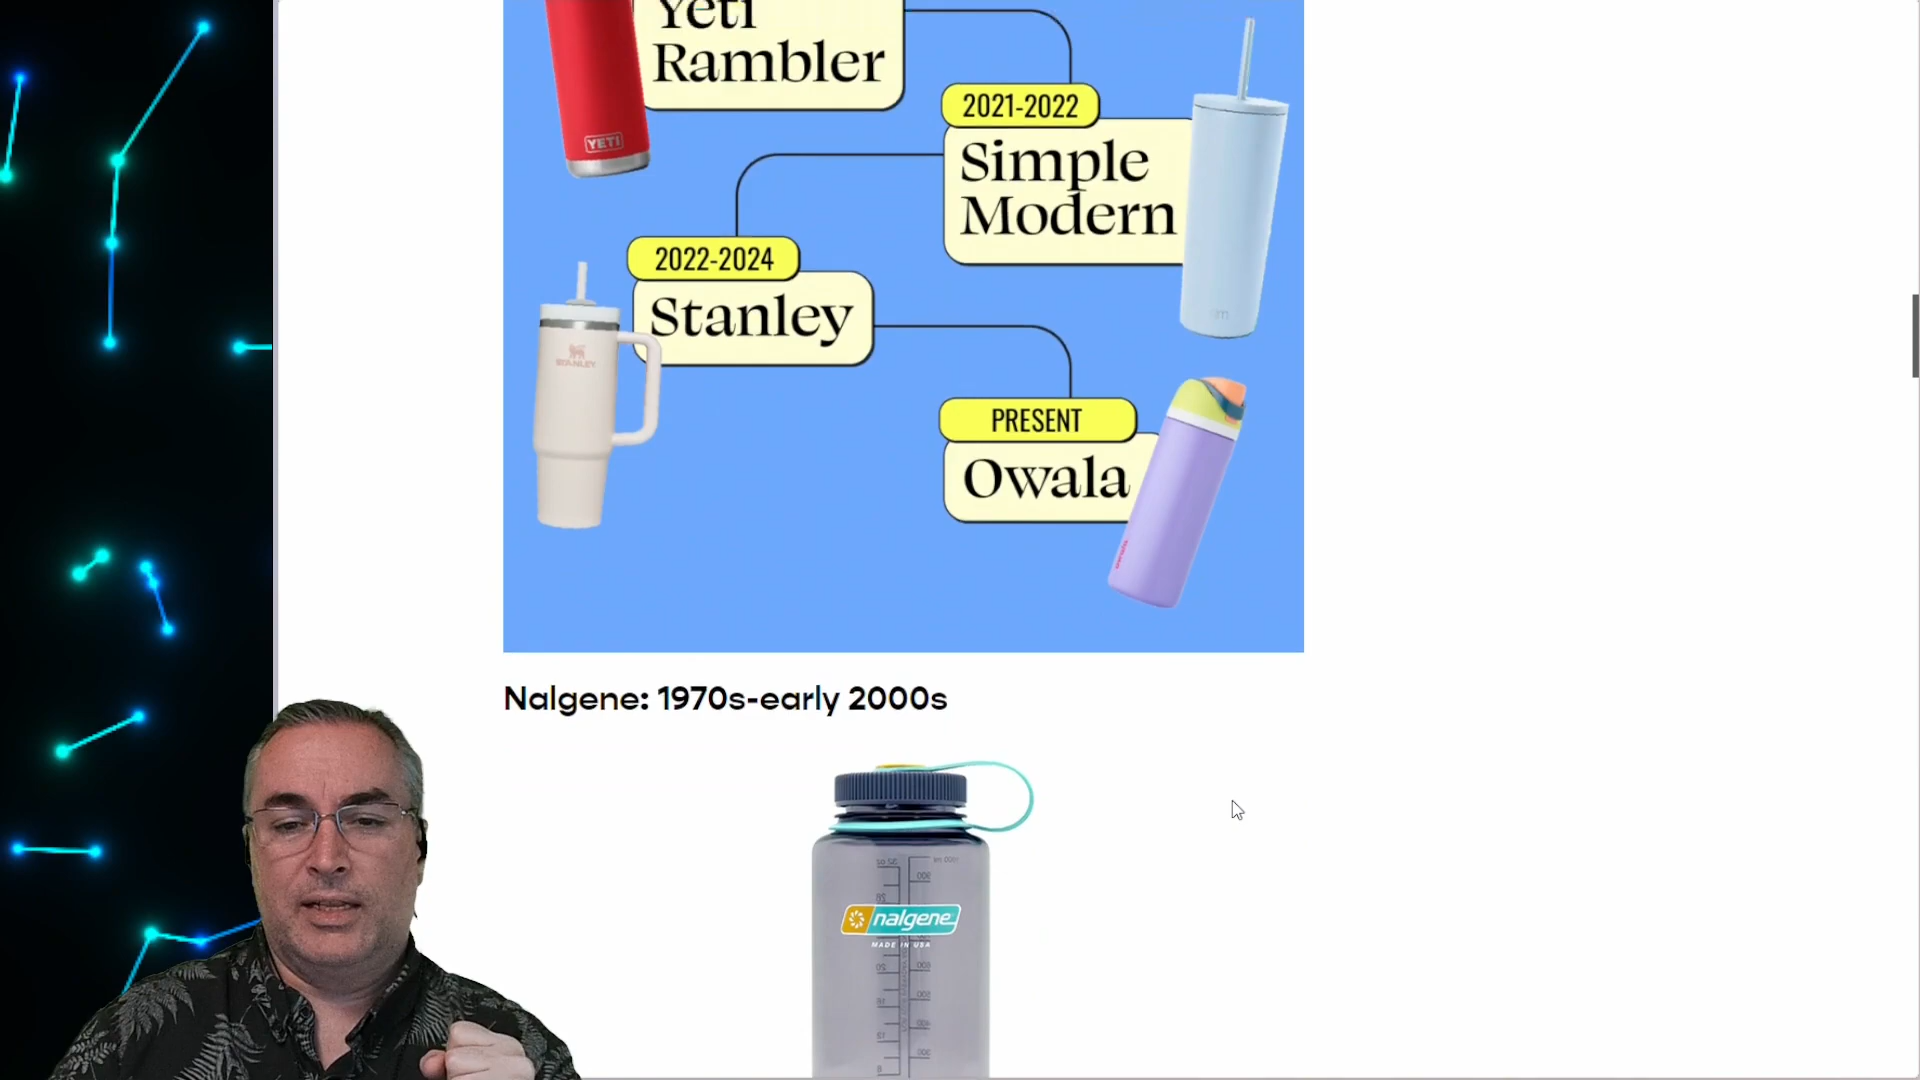 Yeti
Rambler
YETI
2021-2022
Simple
Modern
2022-2024
Stanley
STANLEY
PRESENT
Owala
Nalgene: 1970s-early 2000s
nalgene
MADE IN USA